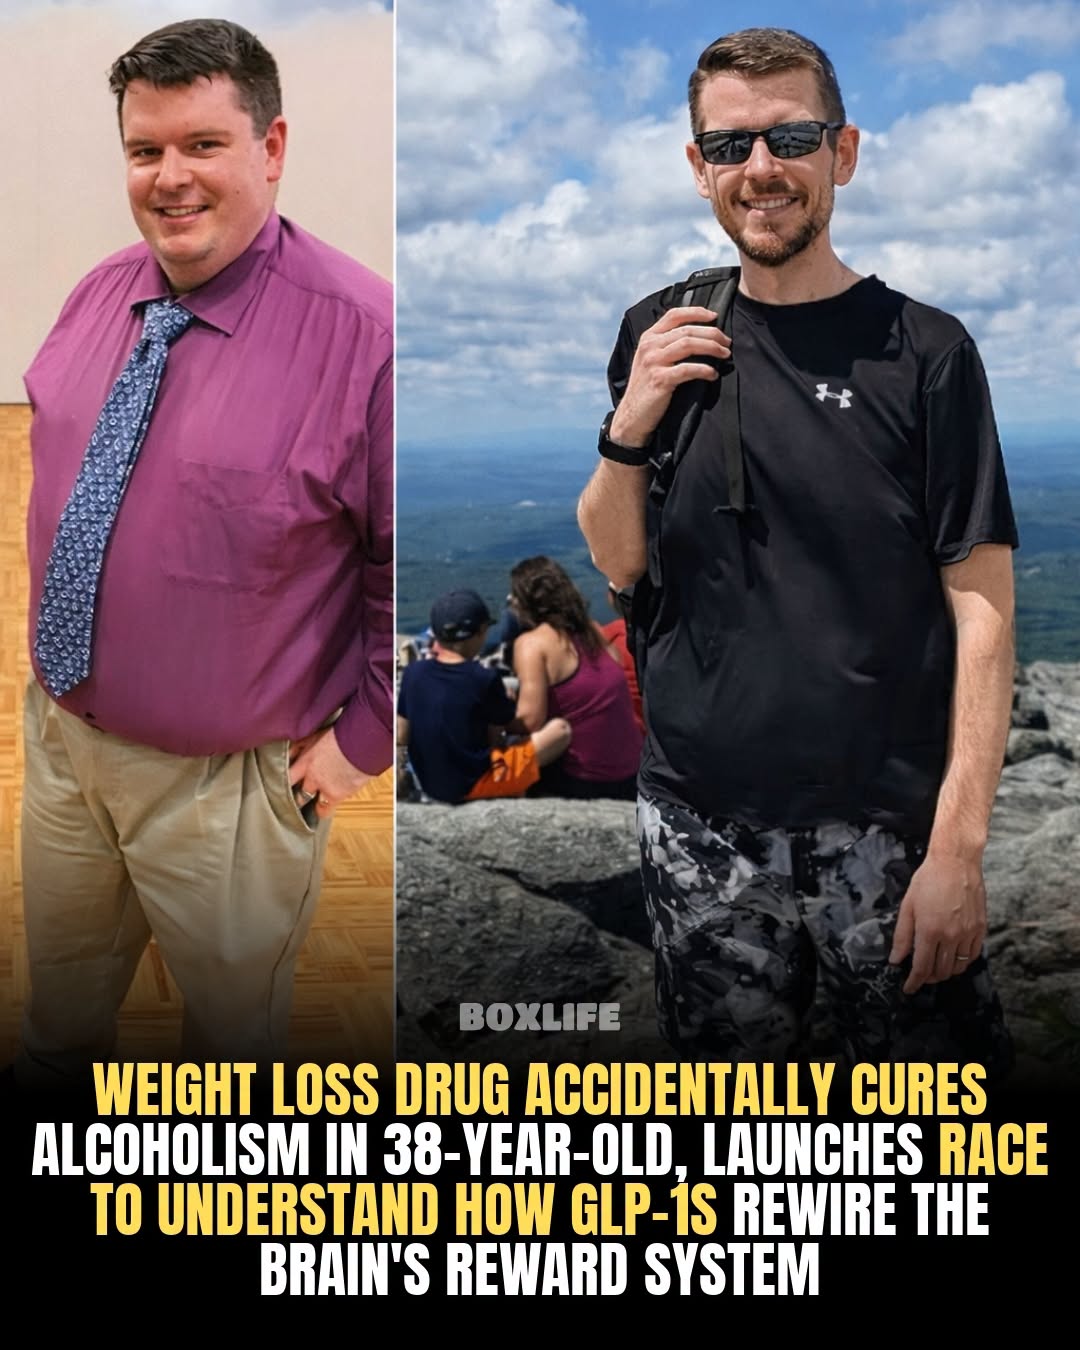 BOXLIFE
WEIGHT LOSS DRUG ACCIDENTALLY CURES
ALCOHOLISM IN 38-YEAR-OLD, LAUNCHES RACE
TO UNDERSTAND HOW GLP-1S REWIRE THE
BRAIN'S REWARD SYSTEM